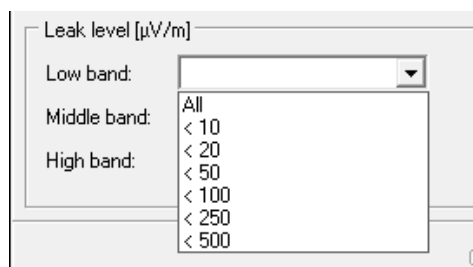 Leak level [µV/m]
Low band:
All
< 10
Middle band:
< 20
< 50
High band:
< 100
< 250
< 500